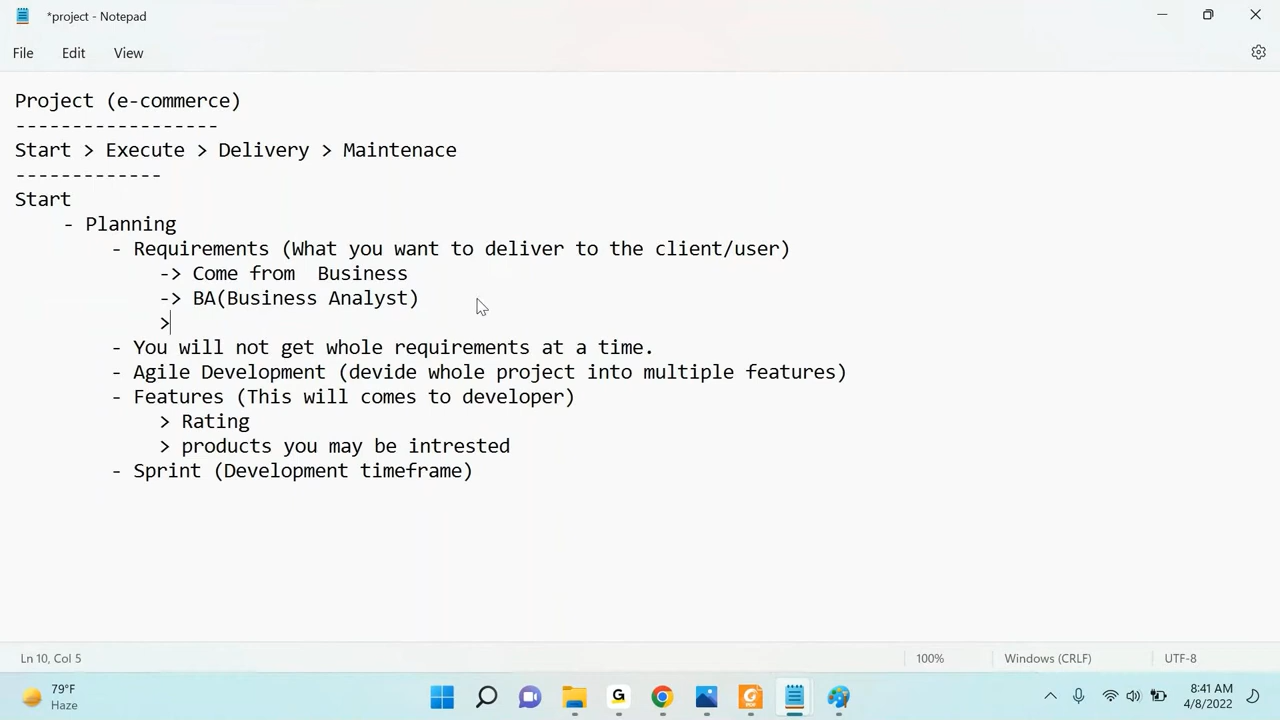 *project - Notepad
File Edit View
Project (e-commerce)
------------------
Start > Execute > Delivery > Maintenace
-------------
Start
- Planning
- Requirements (What you want to deliver to the client/user)
-> Come from  Business
-> BA(Business Analyst)
>
- You will not get whole requirements at a time.
- Agile Development (devide whole project into multiple features)
- Features (This will comes to developer)
> Rating
> products you may be intrested
- Sprint (Development timeframe)
Ln 10, Col 5 100% Windows (CRLF) UTF-8
79°F
Haze
8:41 AM
4/8/2022